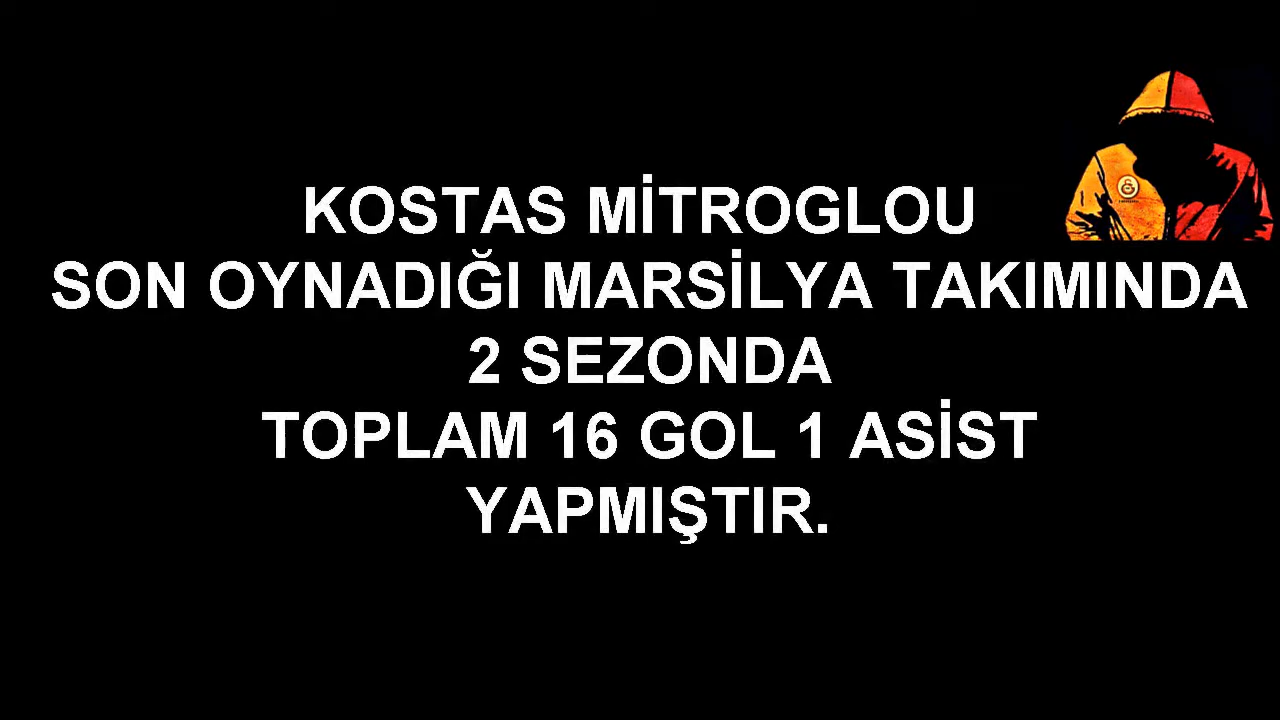 KOSTAS MİTROGLOU
SON OYNADIĞI MARSİLYA TAKIMINDA
2 SEZONDA
TOPLAM 16 GOL 1 ASİST
YAPMIŞTIR.